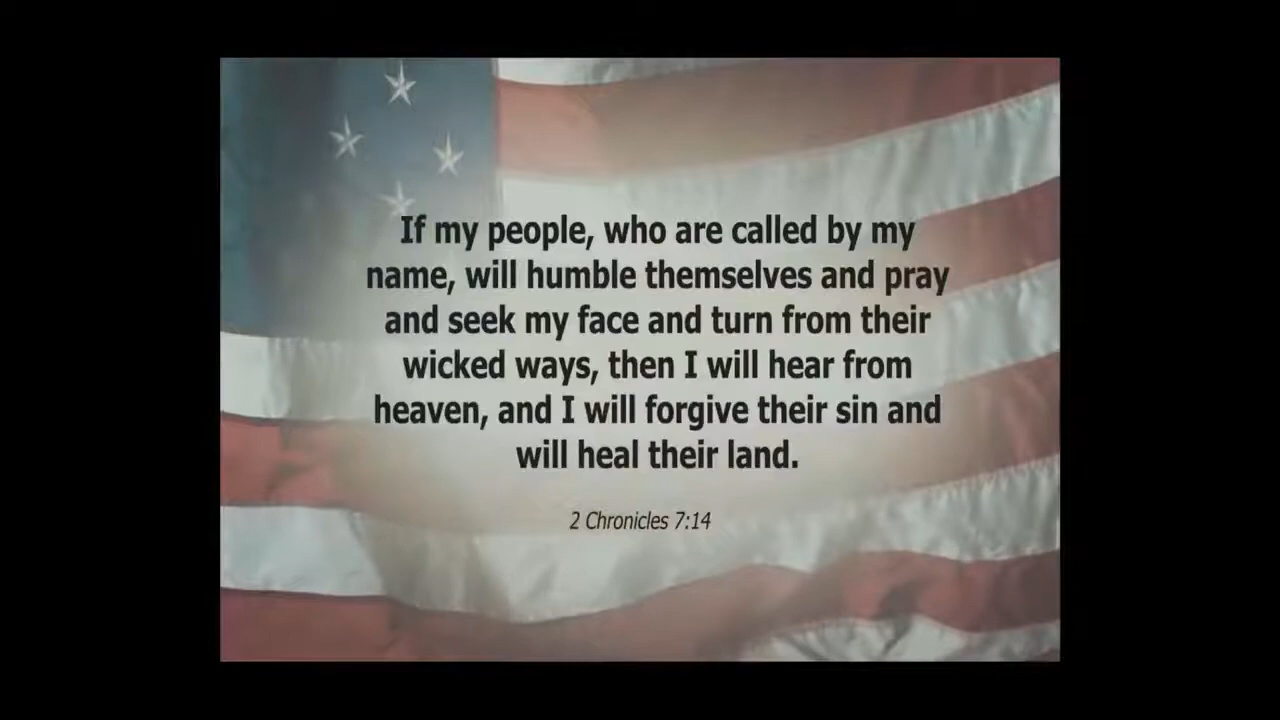 If my people, who are called by my
name, will humble themselves and pray
and seek my face and turn from their
wicked ways, then I will hear from
heaven, and I will forgive their sin and
will heal their land.
2 Chronicles 7:14